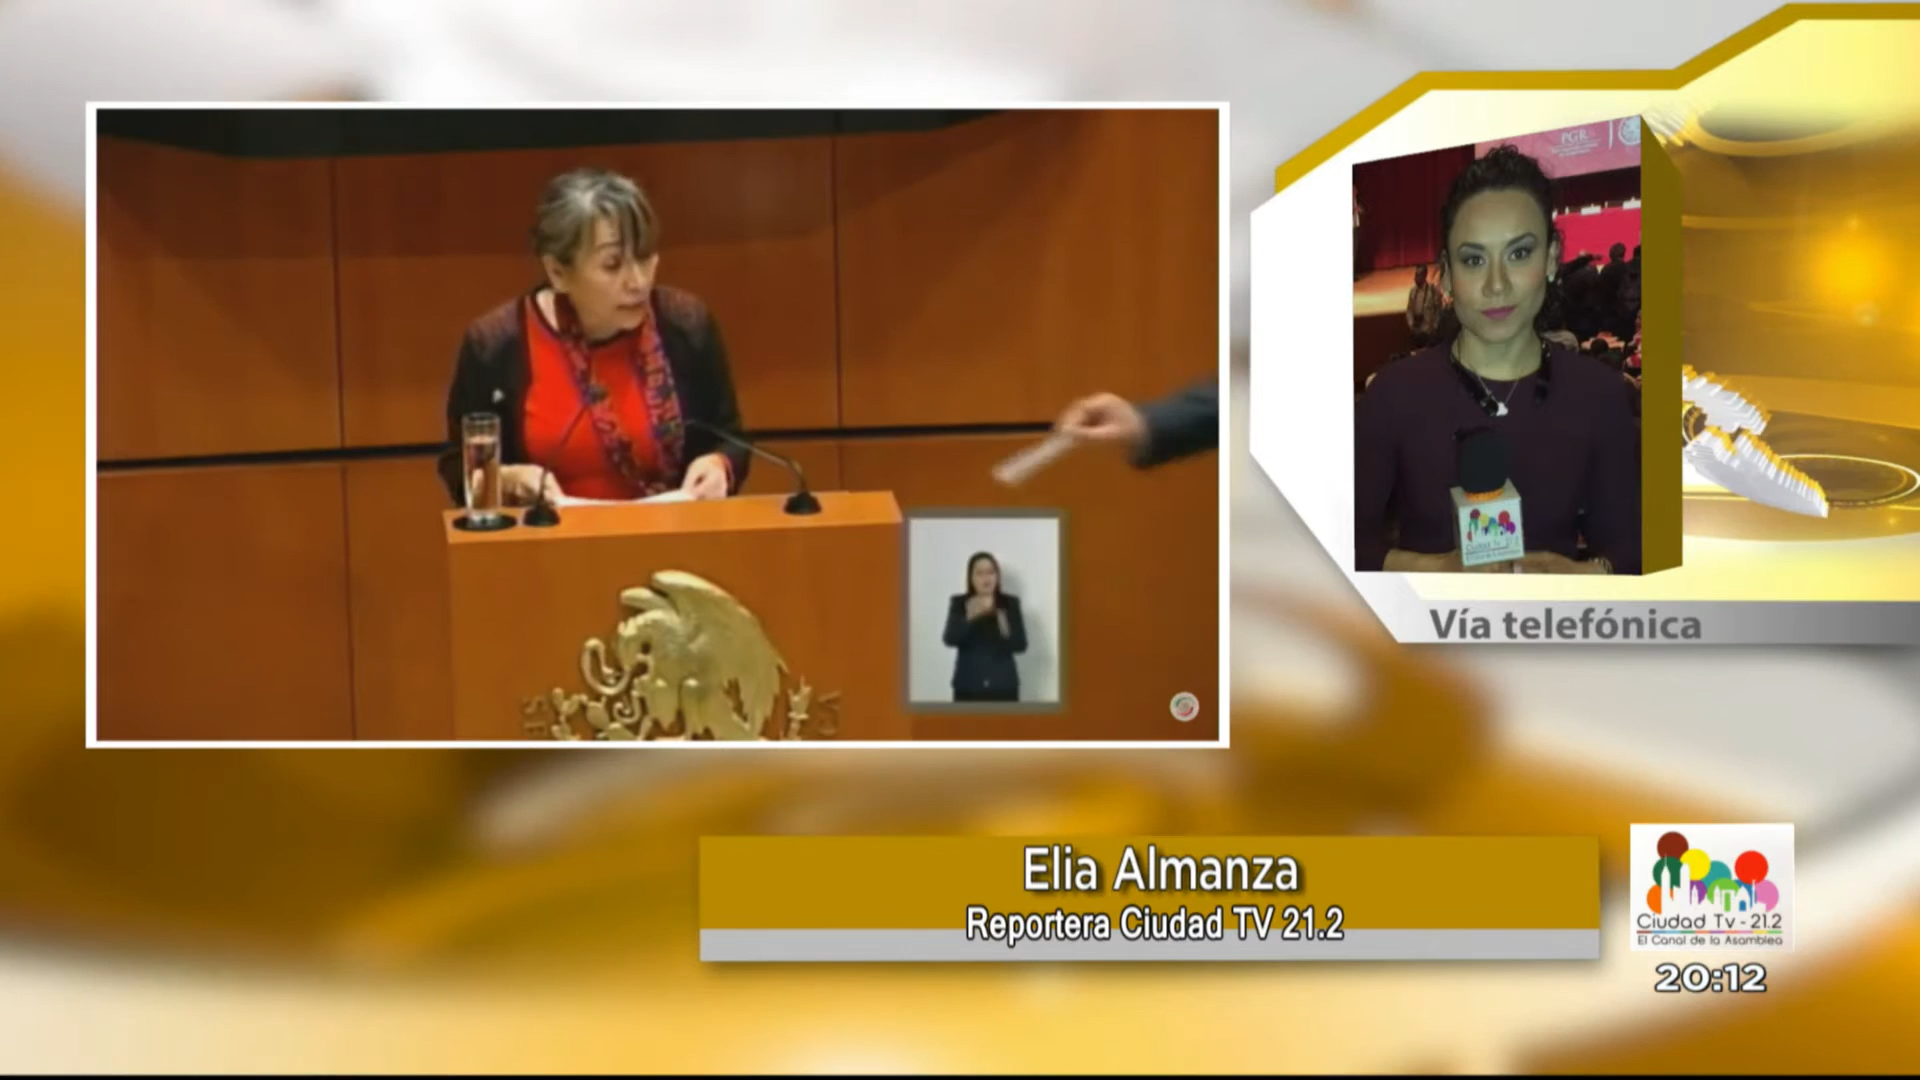 PGR
Vía telefónica
Elia Almanza
Reportera Ciudad TV 21.2
Ciudad Tv - 21.2
El Canal de la Asamblea
20:12